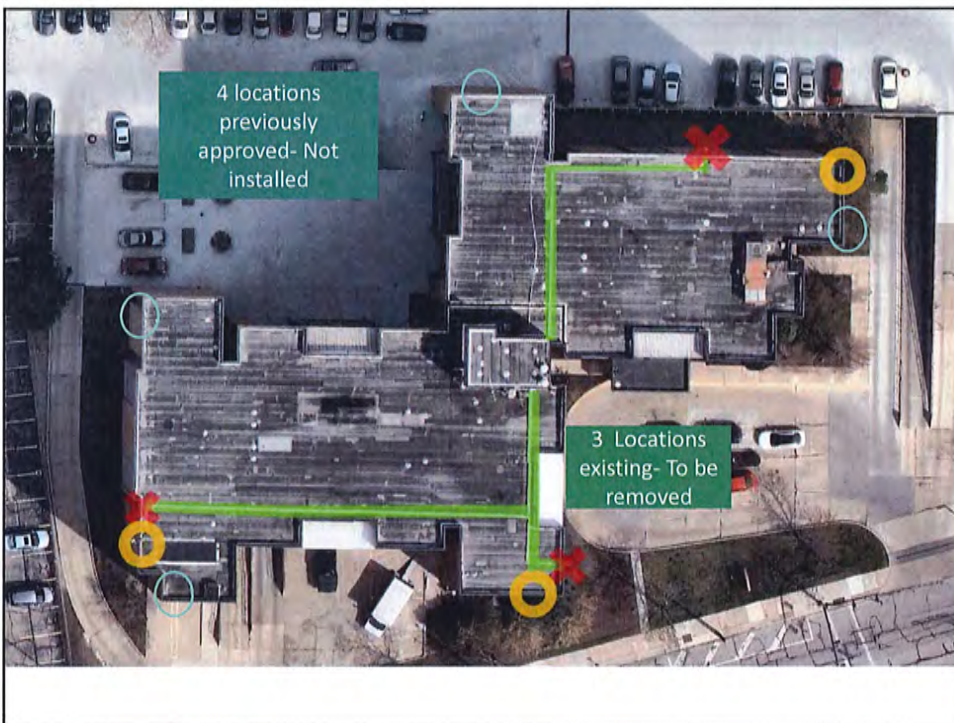 4 locations
previously
approved- Not
installed
3 Locations
existing- To be
removed